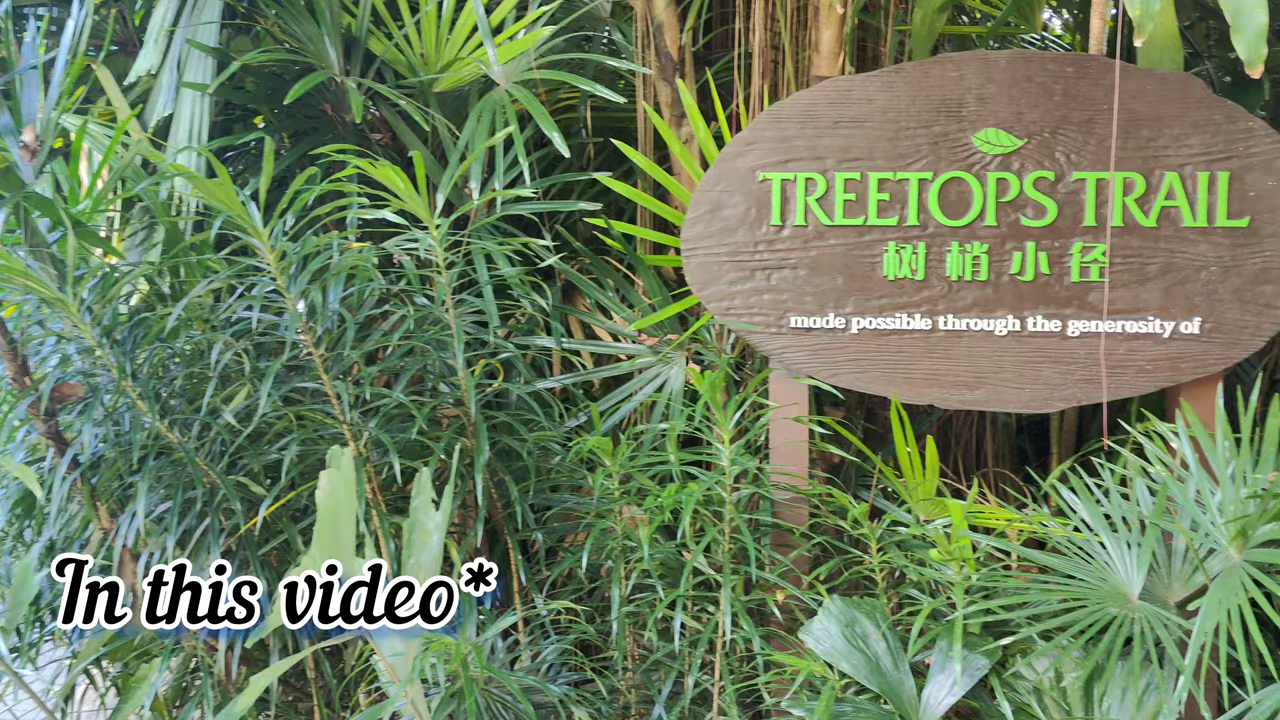 TREETOPS TRAIL
树梢小径
made possible through the generosity of
In this video*